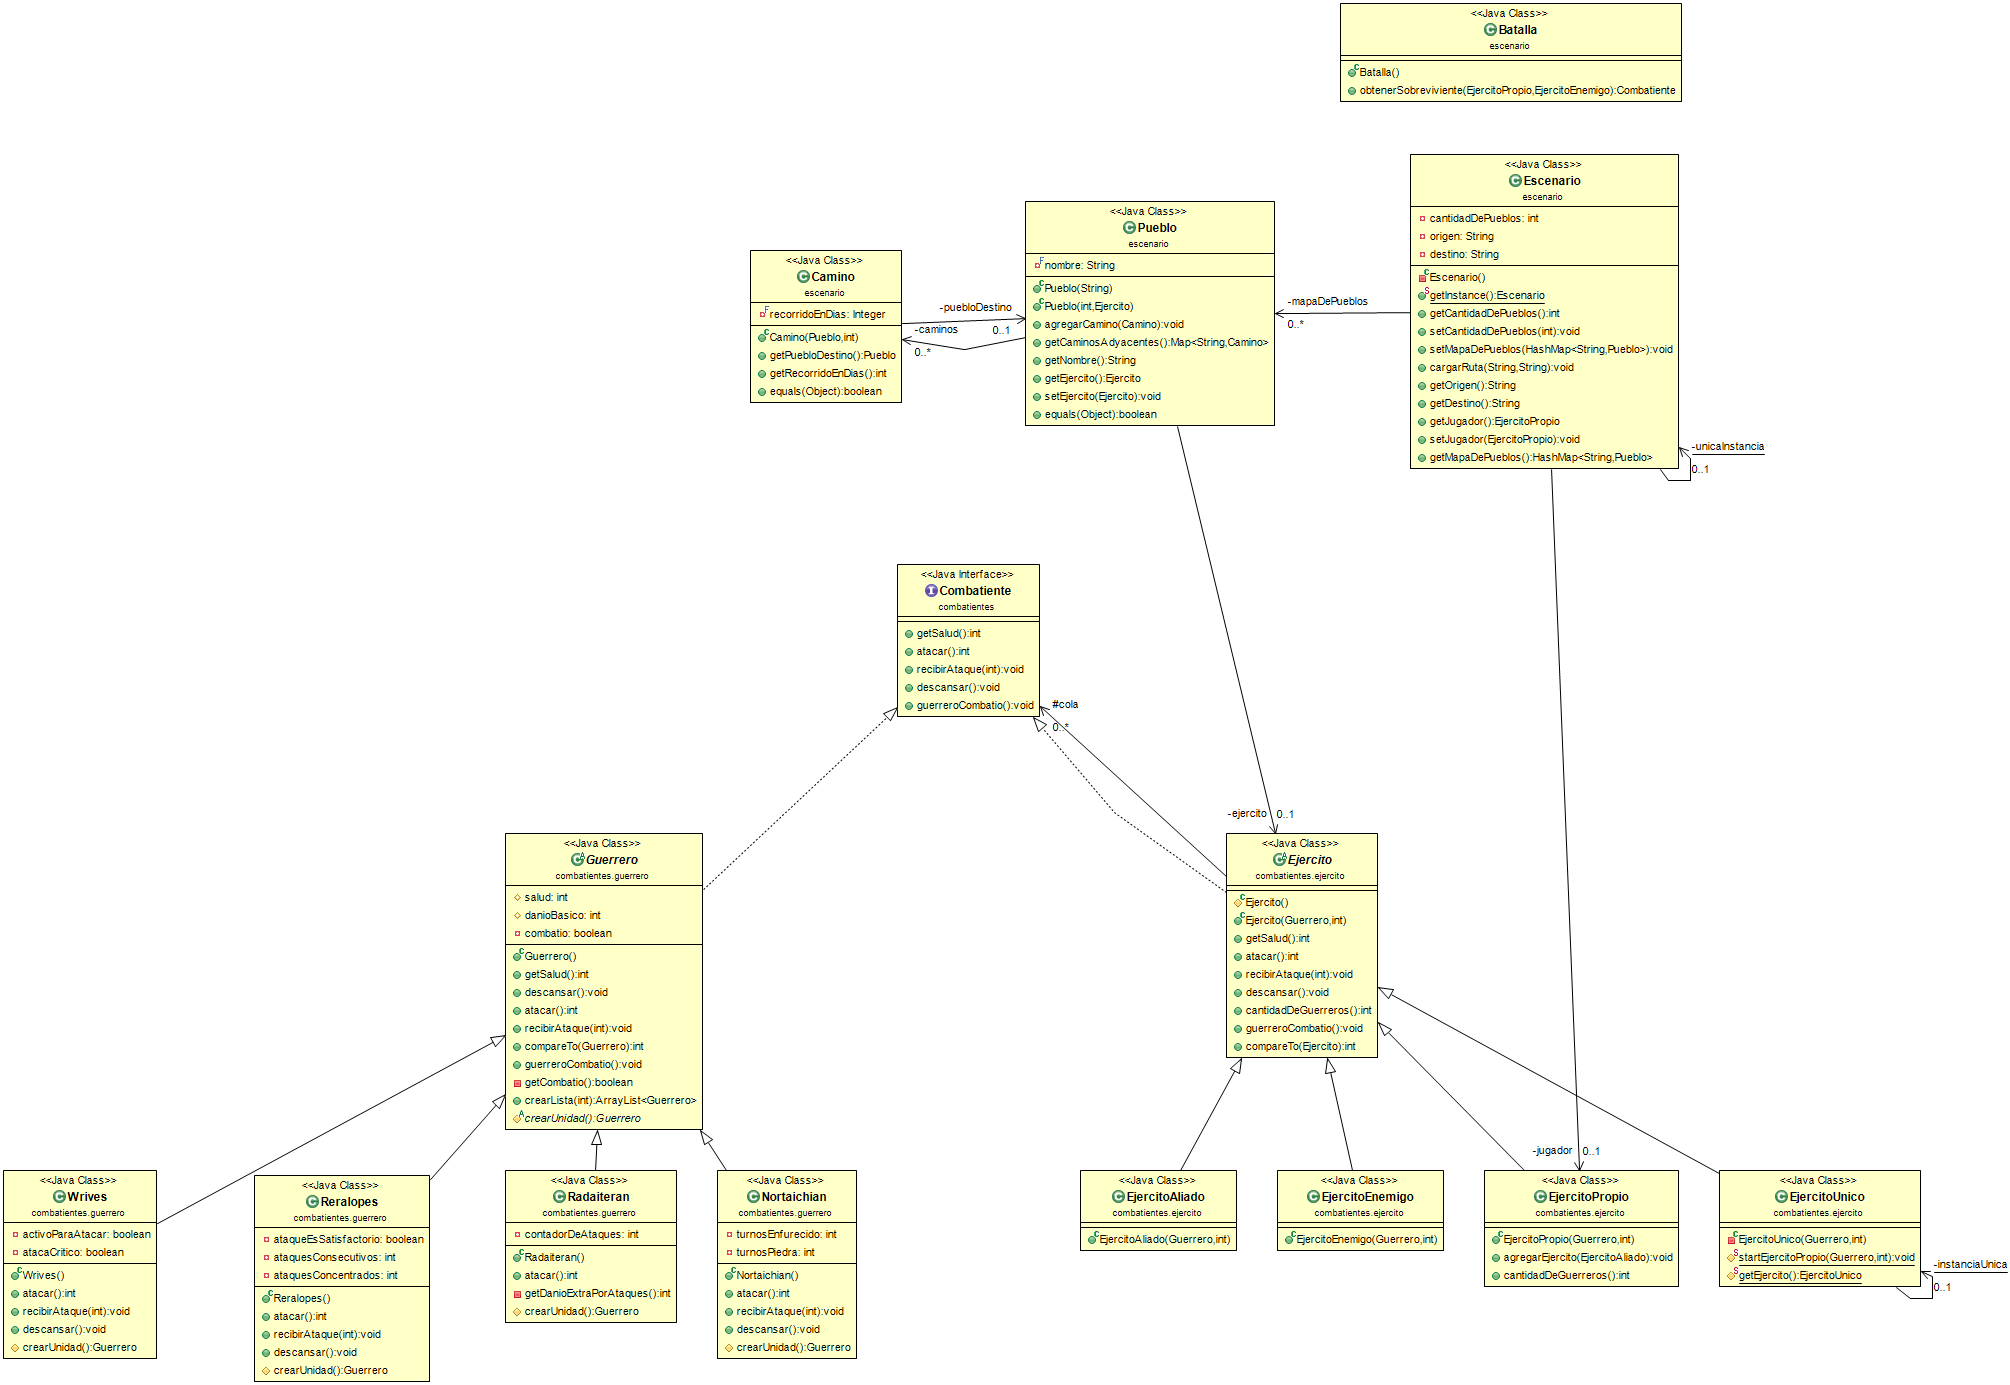 <<Java Class>>
Batalla
escenario
Batalla()
obtenerSobreviviente(EjercitoPropio,EjercitoEnemigo):Combatiente
<<Java Class>>
Escenario
escenario
cantidadDePueblos: int
origen: String
destino: String
Escenario()
getInstance():Escenario
getCantidadDePueblos():int
setCantidadDePueblos(int):void
setMapaDePueblos(HashMap<String,Pueblo>):void
cargarRuta(String,String):void
getOrigen():String
getDestino():String
getJugador():EjercitoPropio
setJugador(EjercitoPropio):void
getMapaDePueblos():HashMap<String,Pueblo>
-unicaInstancia
0..1
-mapaDePueblos
0..*
<<Java Class>>
Pueblo
escenario
nombre: String
Pueblo(String)
Pueblo(int,Ejercito)
agregarCamino(Camino):void
getCaminosAdyacentes():Map<String,Camino>
getNombre():String
getEjercito():Ejercito
setEjercito(Ejercito):void
equals(Object):boolean
-puebloDestino
0..1
-caminos
0..*
<<Java Class>>
Camino
escenario
recorridoEnDias: Integer
Camino(Pueblo,int)
getPuebloDestino():Pueblo
getRecorridoEnDias():int
equals(Object):boolean
<<Java Interface>>
Combatiente
combatientes
getSalud():int
atacar():int
recibirAtaque(int):void
descansar():void
guerreroCombatio():void
#cola
0..*
-ejercito
0..1
<<Java Class>>
Guerrero
combatientes.guerrero
salud: int
danioBasico: int
combatio: boolean
Guerrero()
getSalud():int
descansar():void
atacar():int
recibirAtaque(int):void
compareTo(Guerrero):int
guerreroCombatio():void
getCombatio():boolean
crearLista(int):ArrayList<Guerrero>
crearUnidad():Guerrero
<<Java Class>>
Ejercito
combatientes.ejercito
Ejercito()
Ejercito(Guerrero,int)
getSalud():int
atacar():int
recibirAtaque(int):void
descansar():void
cantidadDeGuerreros():int
guerreroCombatio():void
compareTo(Ejercito):int
-jugador
0..1
<<Java Class>>
Wrives
combatientes.guerrero
activoParaAtacar: boolean
atacaCritico: boolean
Wrives()
atacar():int
recibirAtaque(int):void
descansar():void
crearUnidad():Guerrero
<<Java Class>>
Reralopes
combatientes.guerrero
ataqueEsSatisfactorio: boolean
ataquesConsecutivos: int
ataquesConcentrados: int
Reralopes()
atacar():int
recibirAtaque(int):void
descansar():void
crearUnidad():Guerrero
<<Java Class>>
Radaiteran
combatientes.guerrero
contadorDeAtaques: int
Radaiteran()
atacar():int
getDanioExtraPorAtaques():int
crearUnidad():Guerrero
<<Java Class>>
Nortaichian
combatientes.guerrero
turnosEnfurecido: int
turnosPiedra: int
Nortaichian()
atacar():int
recibirAtaque(int):void
descansar():void
crearUnidad():Guerrero
<<Java Class>>
EjercitoAliado
combatientes.ejercito
EjercitoAliado(Guerrero,int)
<<Java Class>>
EjercitoEnemigo
combatientes.ejercito
EjercitoEnemigo(Guerrero,int)
<<Java Class>>
EjercitoPropio
combatientes.ejercito
EjercitoPropio(Guerrero,int)
agregarEjercito(EjercitoAliado):void
cantidadDeGuerreros():int
<<Java Class>>
EjercitoUnico
combatientes.ejercito
EjercitoUnico(Guerrero,int)
startEjercitoPropio(Guerrero,int):void
getEjercito():EjercitoUnico
-instanciaUnica
0..1